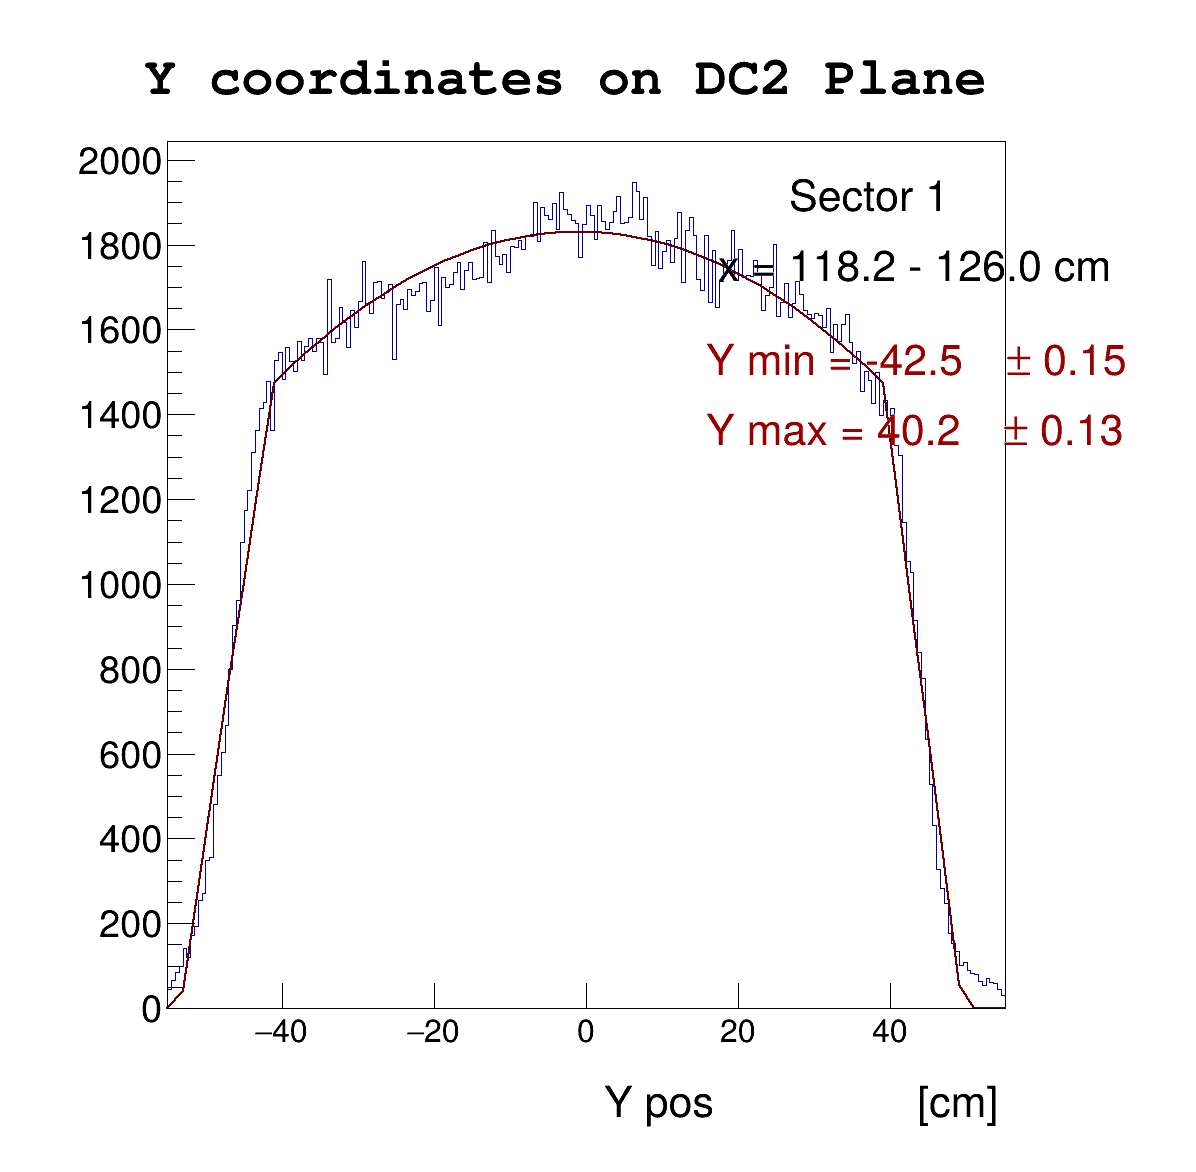 Y coordinates on DC2 Plane
2000
1800
1600
1400
1200
1000
800
600
400
200
0
Sector 1
x = 118.2 - 126.0 cm
Y min = -42.5 ± 0.15
Y max = 40.2 ± 0.13
−40 −20 0 20 40
Y pos [cm]